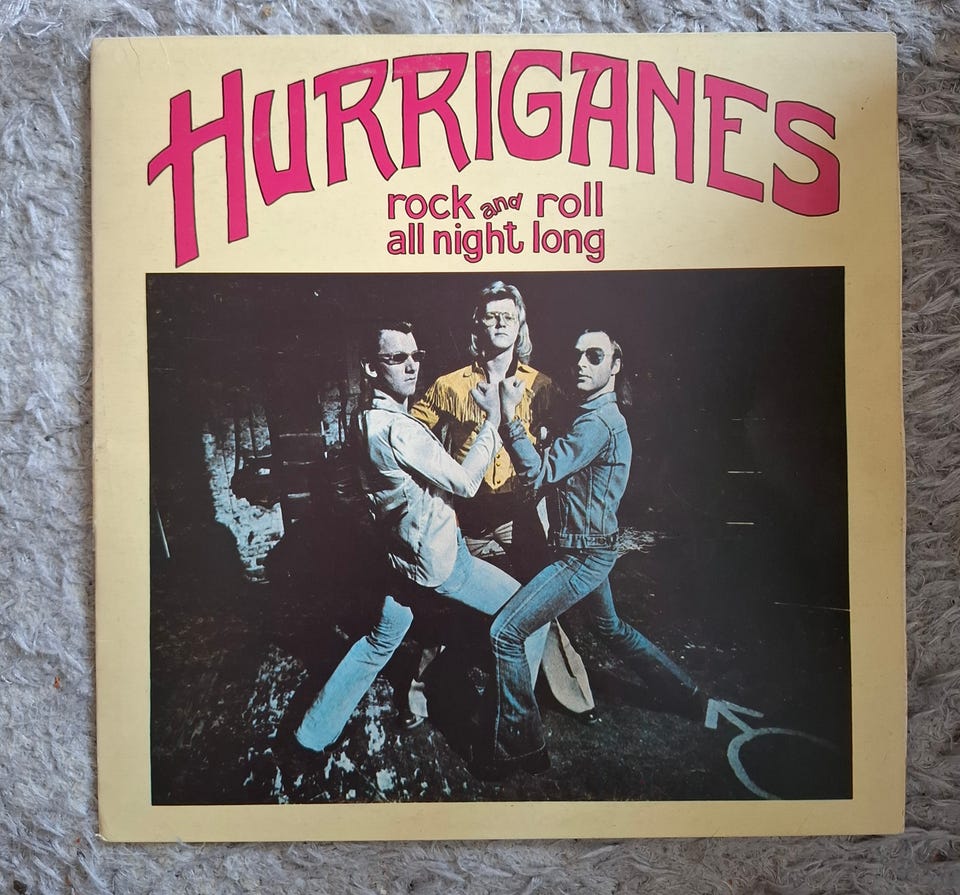 HURRIGANES
rock and roll
all night long